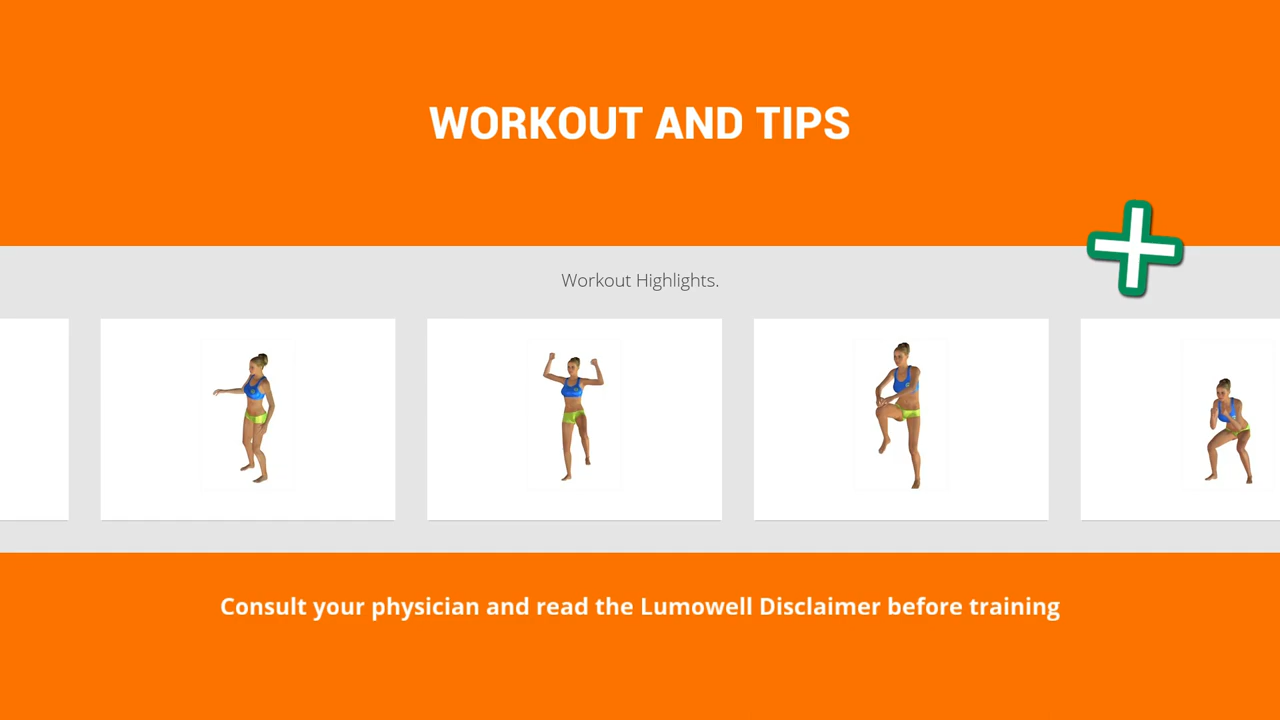 WORKOUT AND TIPS
Workout Highlights.
Consult your physician and read the Lumowell Disclaimer before training